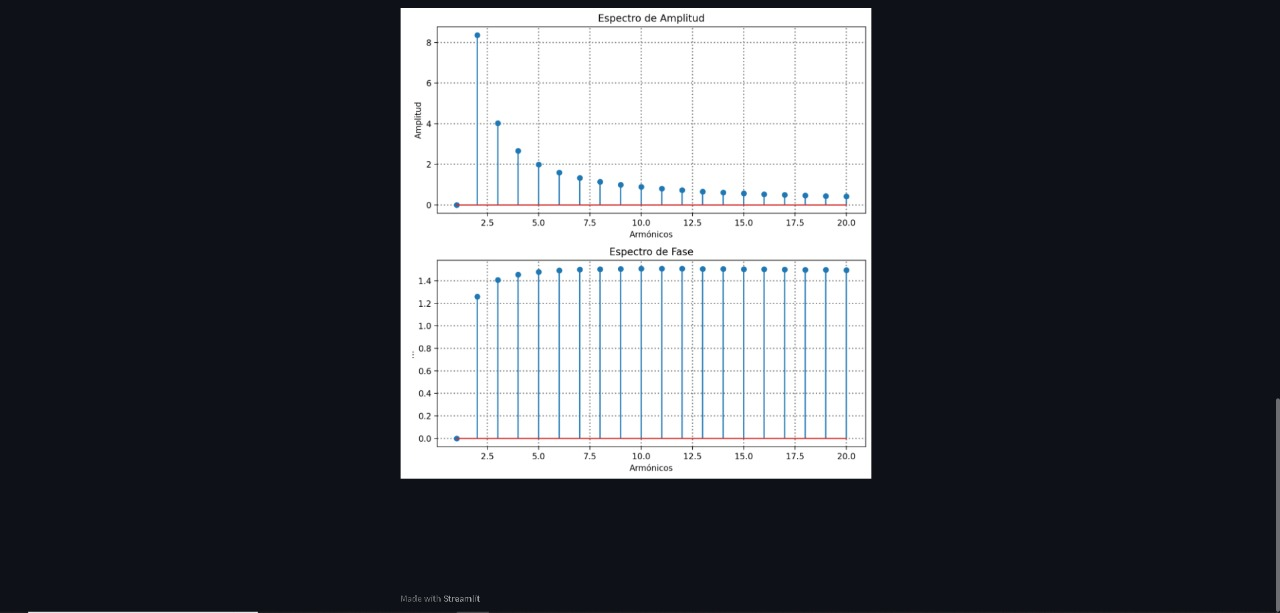 Espectro de Amplitud
8
6
4
2
0
Amplitud
2.5 5.0 7.5 10.0 12.5 15.0 17.5 20.0
Armónicos
Espectro de Fase
1.4
1.2
1.0
0.8
0.6
0.4
0.2
0.0
...
2.5 5.0 7.5 10.0 12.5 15.0 17.5 20.0
Armónicos
Made with Streamlit